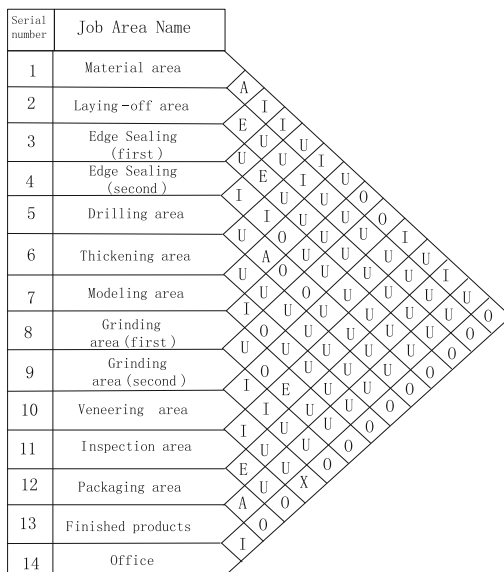 Serial number Job Area Name
1 Material area
2 Laying-off area
3 Edge Sealing (first)
4 Edge Sealing (second)
5 Drilling area
6 Thickening area
7 Modeling area
8 Grinding area (first)
9 Grinding area (second)
10 Veneering area
11 Inspection area
12 Packaging area
13 Finished products
14 Office
A I I U I U O O I U I U O
E U U I U U U U U U U O
U E U U U U U U U U O
I I O U U U U U U O
U A O O U U U U O
U U U U U U U O
I O U U U U O
U O E U U O
I I U U O
I U U X
E U O
A O
I